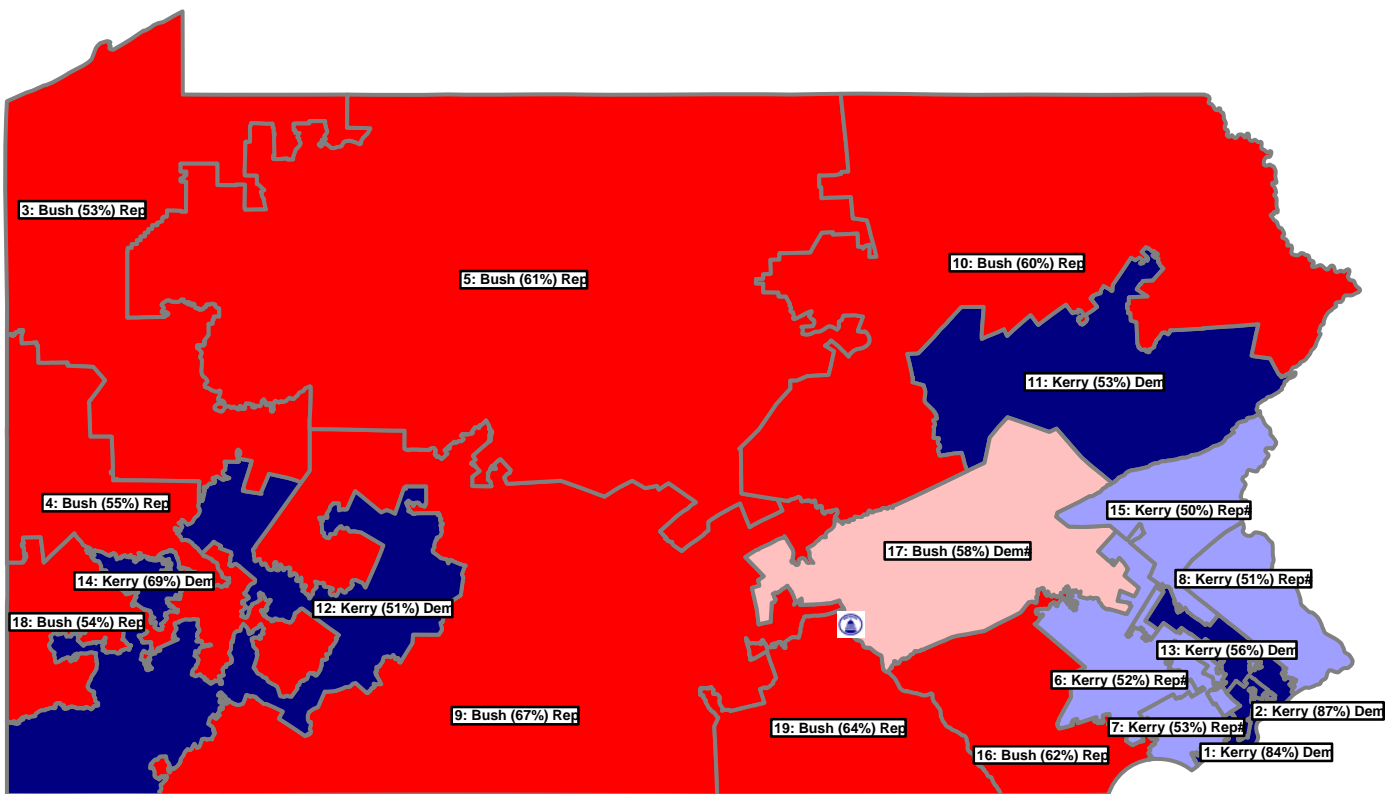 3: Bush (53%) Rep
5: Bush (61%) Rep
10: Bush (60%) Rep
11: Kerry (53%) Dem
4: Bush (55%) Rep
15: Kerry (50%) Rep#
17: Bush (58%) Dem#
14: Kerry (69%) Dem
8: Kerry (51%) Rep#
12: Kerry (51%) Dem
18: Bush (54%) Rep
13: Kerry (56%) Dem
6: Kerry (52%) Rep#
2: Kerry (87%) Dem
9: Bush (67%) Rep
19: Bush (64%) Rep
7: Kerry (53%) Rep#
16: Bush (62%) Rep
1: Kerry (84%) Dem